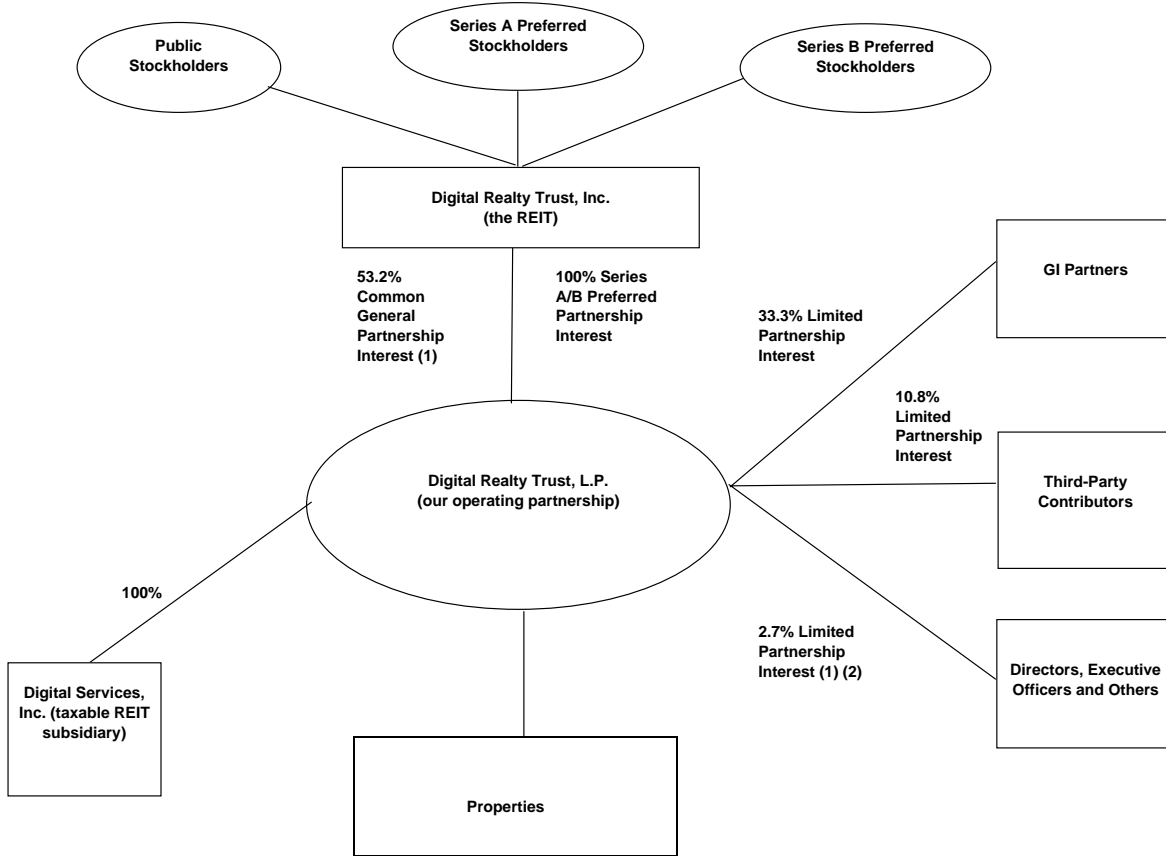 Public
Stockholders
Series A Preferred
Stockholders
Series B Preferred
Stockholders
Digital Realty Trust, Inc.
(the REIT)
53.2%
Common
General
Partnership
Interest (1)
100% Series
A/B Preferred
Partnership
Interest
33.3% Limited
Partnership
Interest
GI Partners
10.8%
Limited
Partnership
Interest
Third-Party
Contributors
Digital Realty Trust, L.P.
(our operating partnership)
100%
2.7% Limited
Partnership
Interest (1) (2)
Directors, Executive
Officers and Others
Digital Services,
Inc. (taxable REIT
subsidiary)
Properties